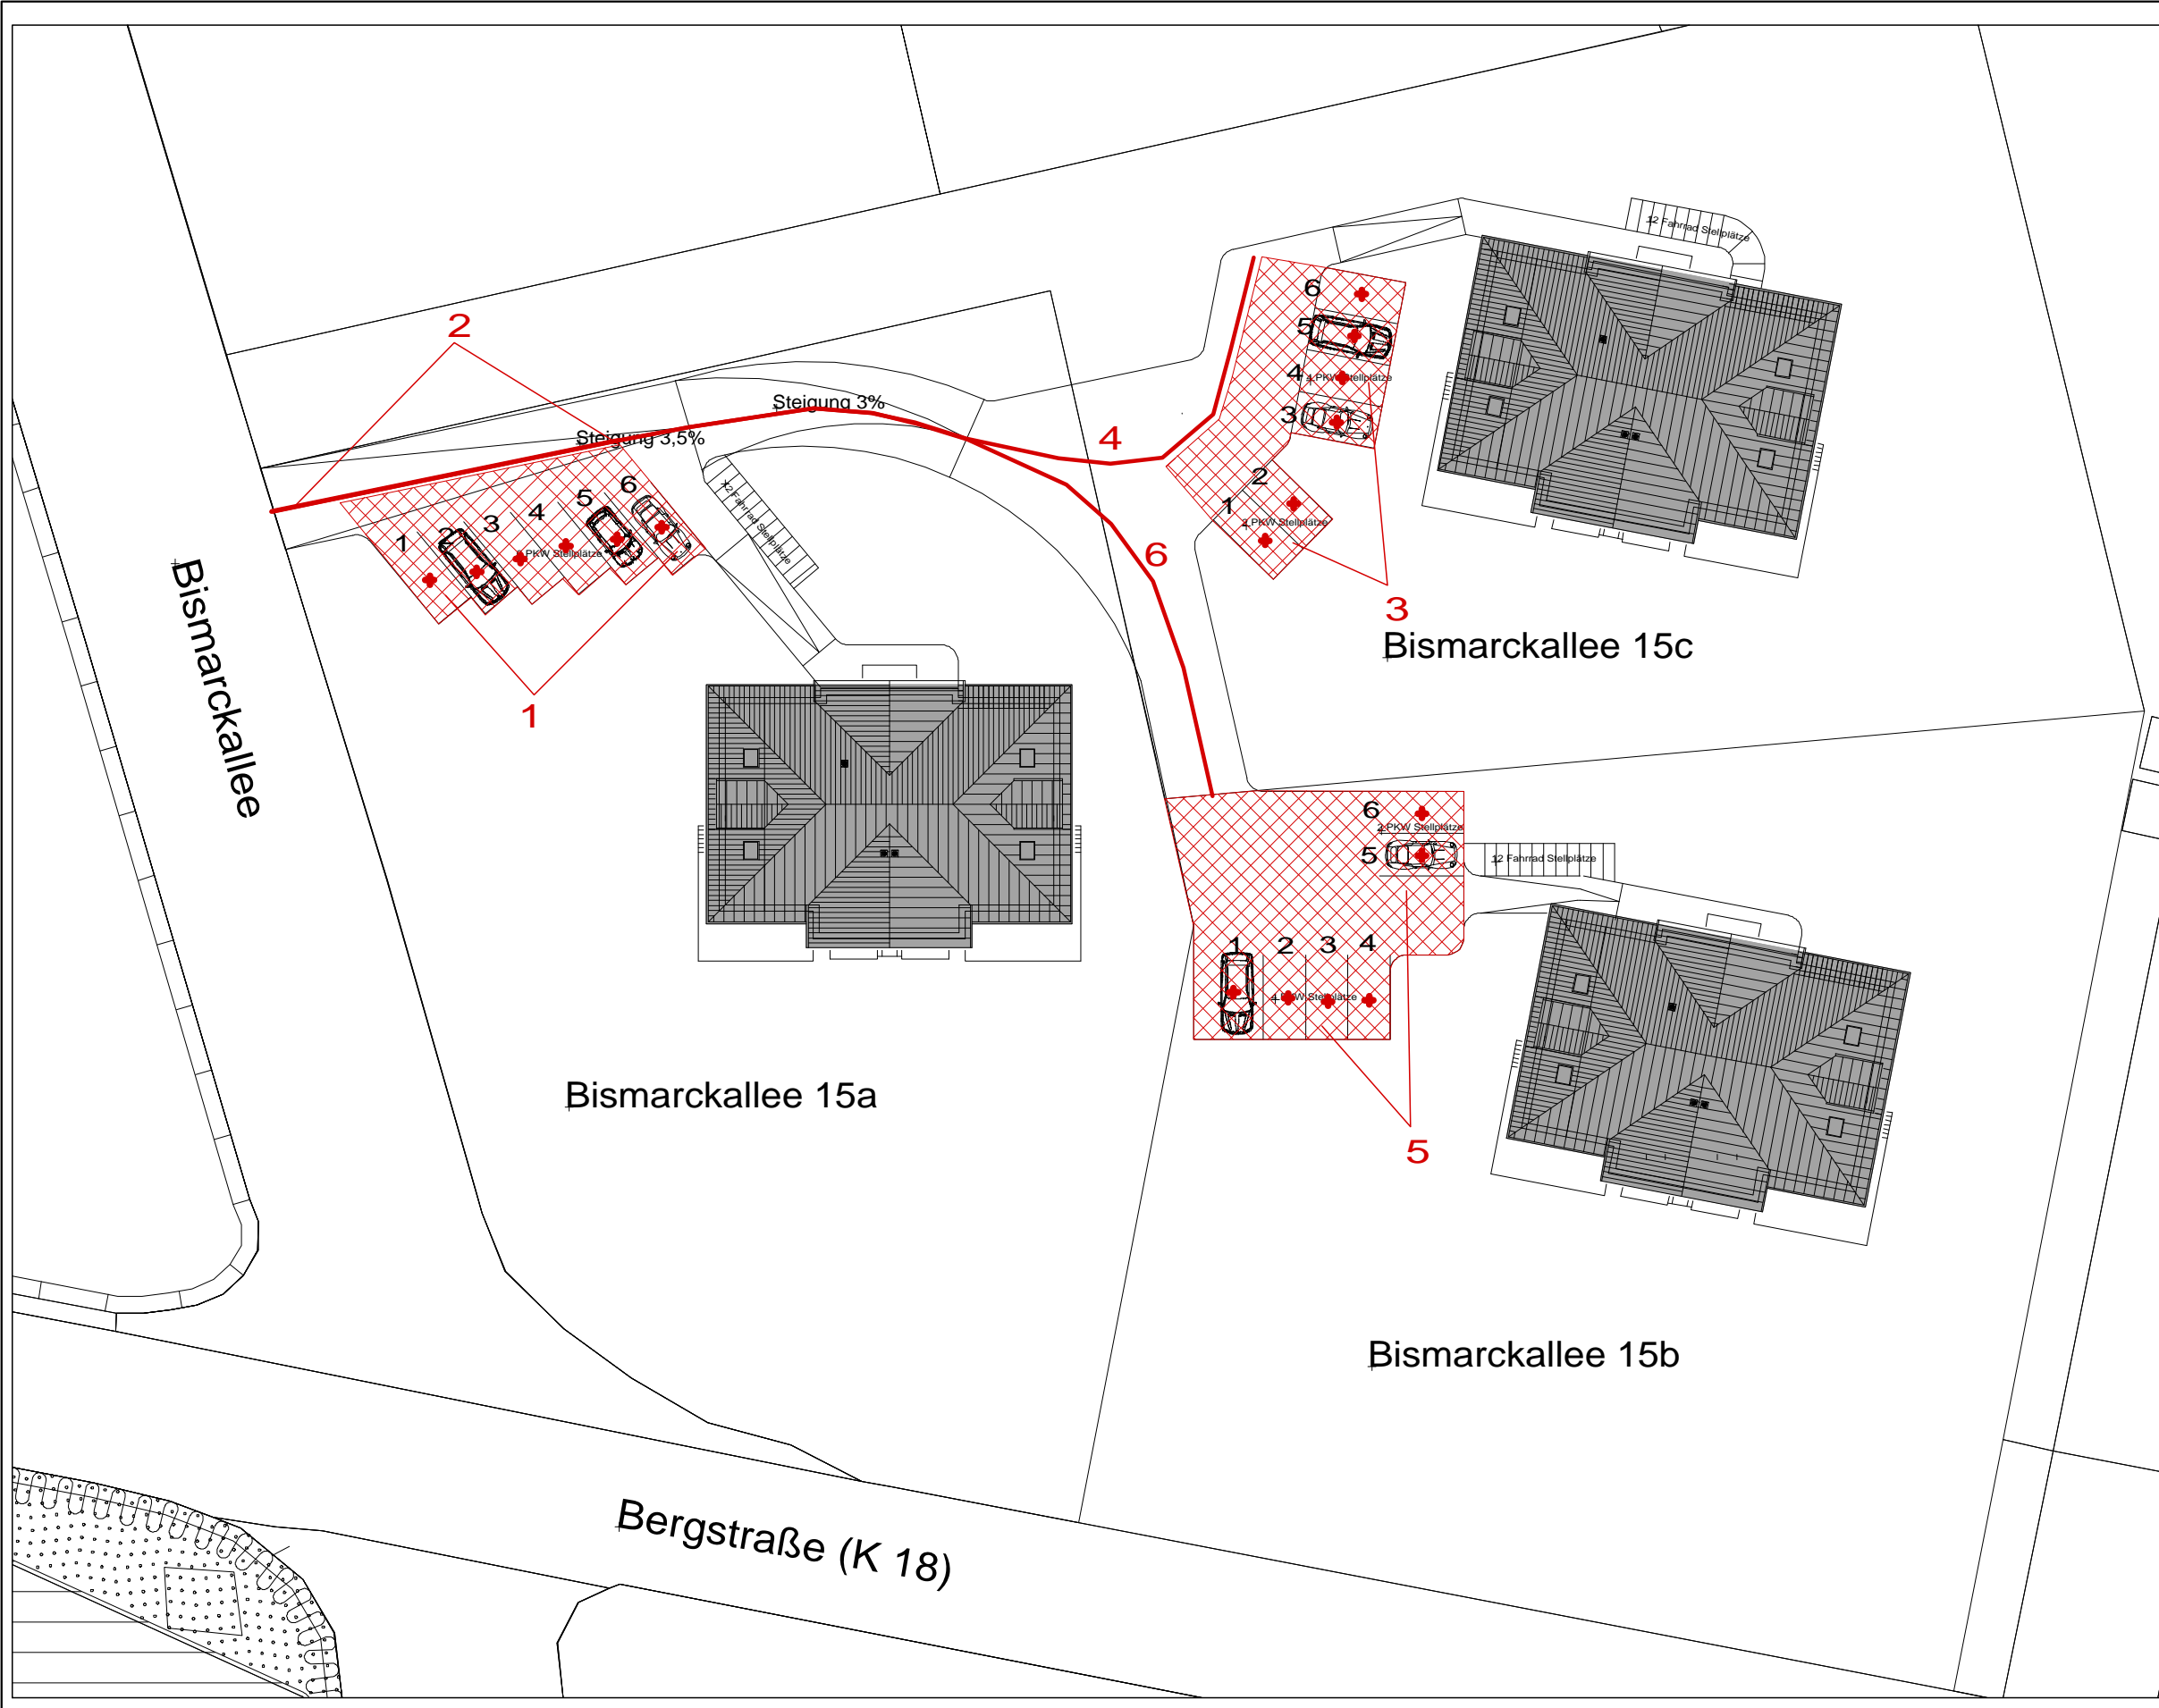 12 Fahrrad Stellplätze
6
2
5
4
4 PKW Stellplätze
Steigung 3%
3
Steigung 3,5%
4
2
6
5
1
4
12 Fahrrad Stellplätze
3
2
1
PKW Stellplätze
2 PKW Stellplätze
6
3
Bismarckallee 15c
Bismarckallee
1
6
2 PKW Stellplätze
5
12 Fahrrad Stellplätze
1
2
3
4
4 PKW Stellplätze
Bismarckallee 15a
5
Bismarckallee 15b
Bergstraße (K 18)